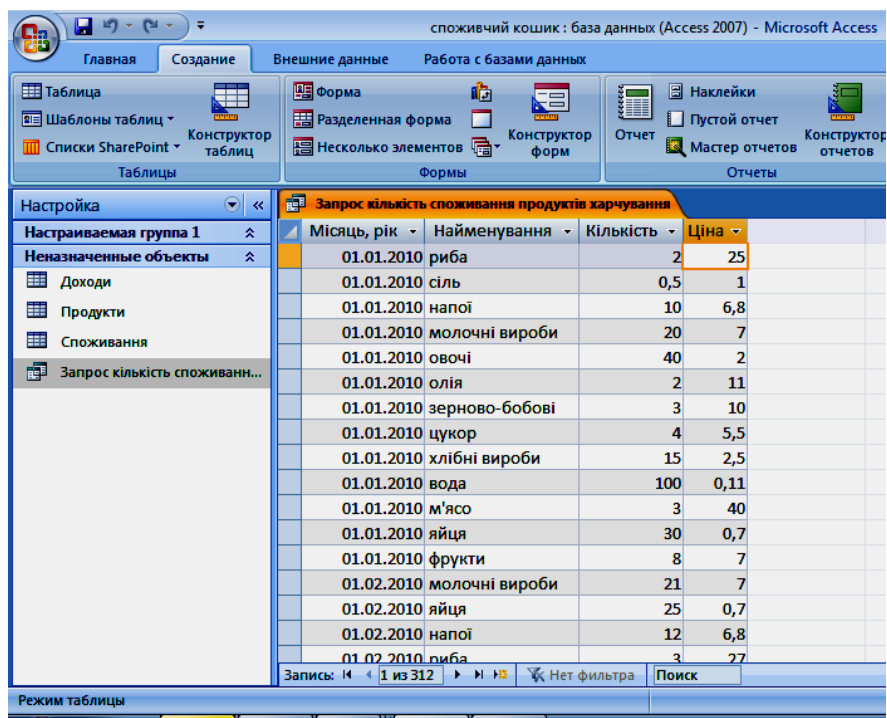 споживчий кошик : база данных (Access 2007) - Microsoft Access
Главная Создание Внешние данные Работа с базами данных
Таблица
Шаблоны таблиц
Списки SharePoint
Конструктор таблиц
Таблицы
Форма
Разделенная форма
Несколько элементов
Конструктор форм
Формы
Отчет
Наклейки
Пустой отчет
Мастер отчетов
Конструктор отчетов
Отчеты
Настройка «
Настраиваемая группа 1
Неназначенные объекты
Доходи
Продукти
Споживання
Запрос кількість споживанн...
Запрос кількість споживання продуктів харчування
Місяць, рік Найменування Кількість Ціна
01.01.2010 риба 2 25
01.01.2010 сіль 0,5 1
01.01.2010 напої 10 6,8
01.01.2010 молочні вироби 20 7
01.01.2010 овочі 40 2
01.01.2010 олія 2 11
01.01.2010 зерново-бобові 3 10
01.01.2010 цукор 4 5,5
01.01.2010 хлібні вироби 15 2,5
01.01.2010 вода 100 0,11
01.01.2010 м'ясо 3 40
01.01.2010 яйця 30 0,7
01.01.2010 фрукти 8 7
01.02.2010 молочні вироби 21 7
01.02.2010 яйця 25 0,7
01.02.2010 напої 12 6,8
01.02.2010 риба 3 27
Запись: 1 из 312 Нет фильтра Поиск
Режим таблицы